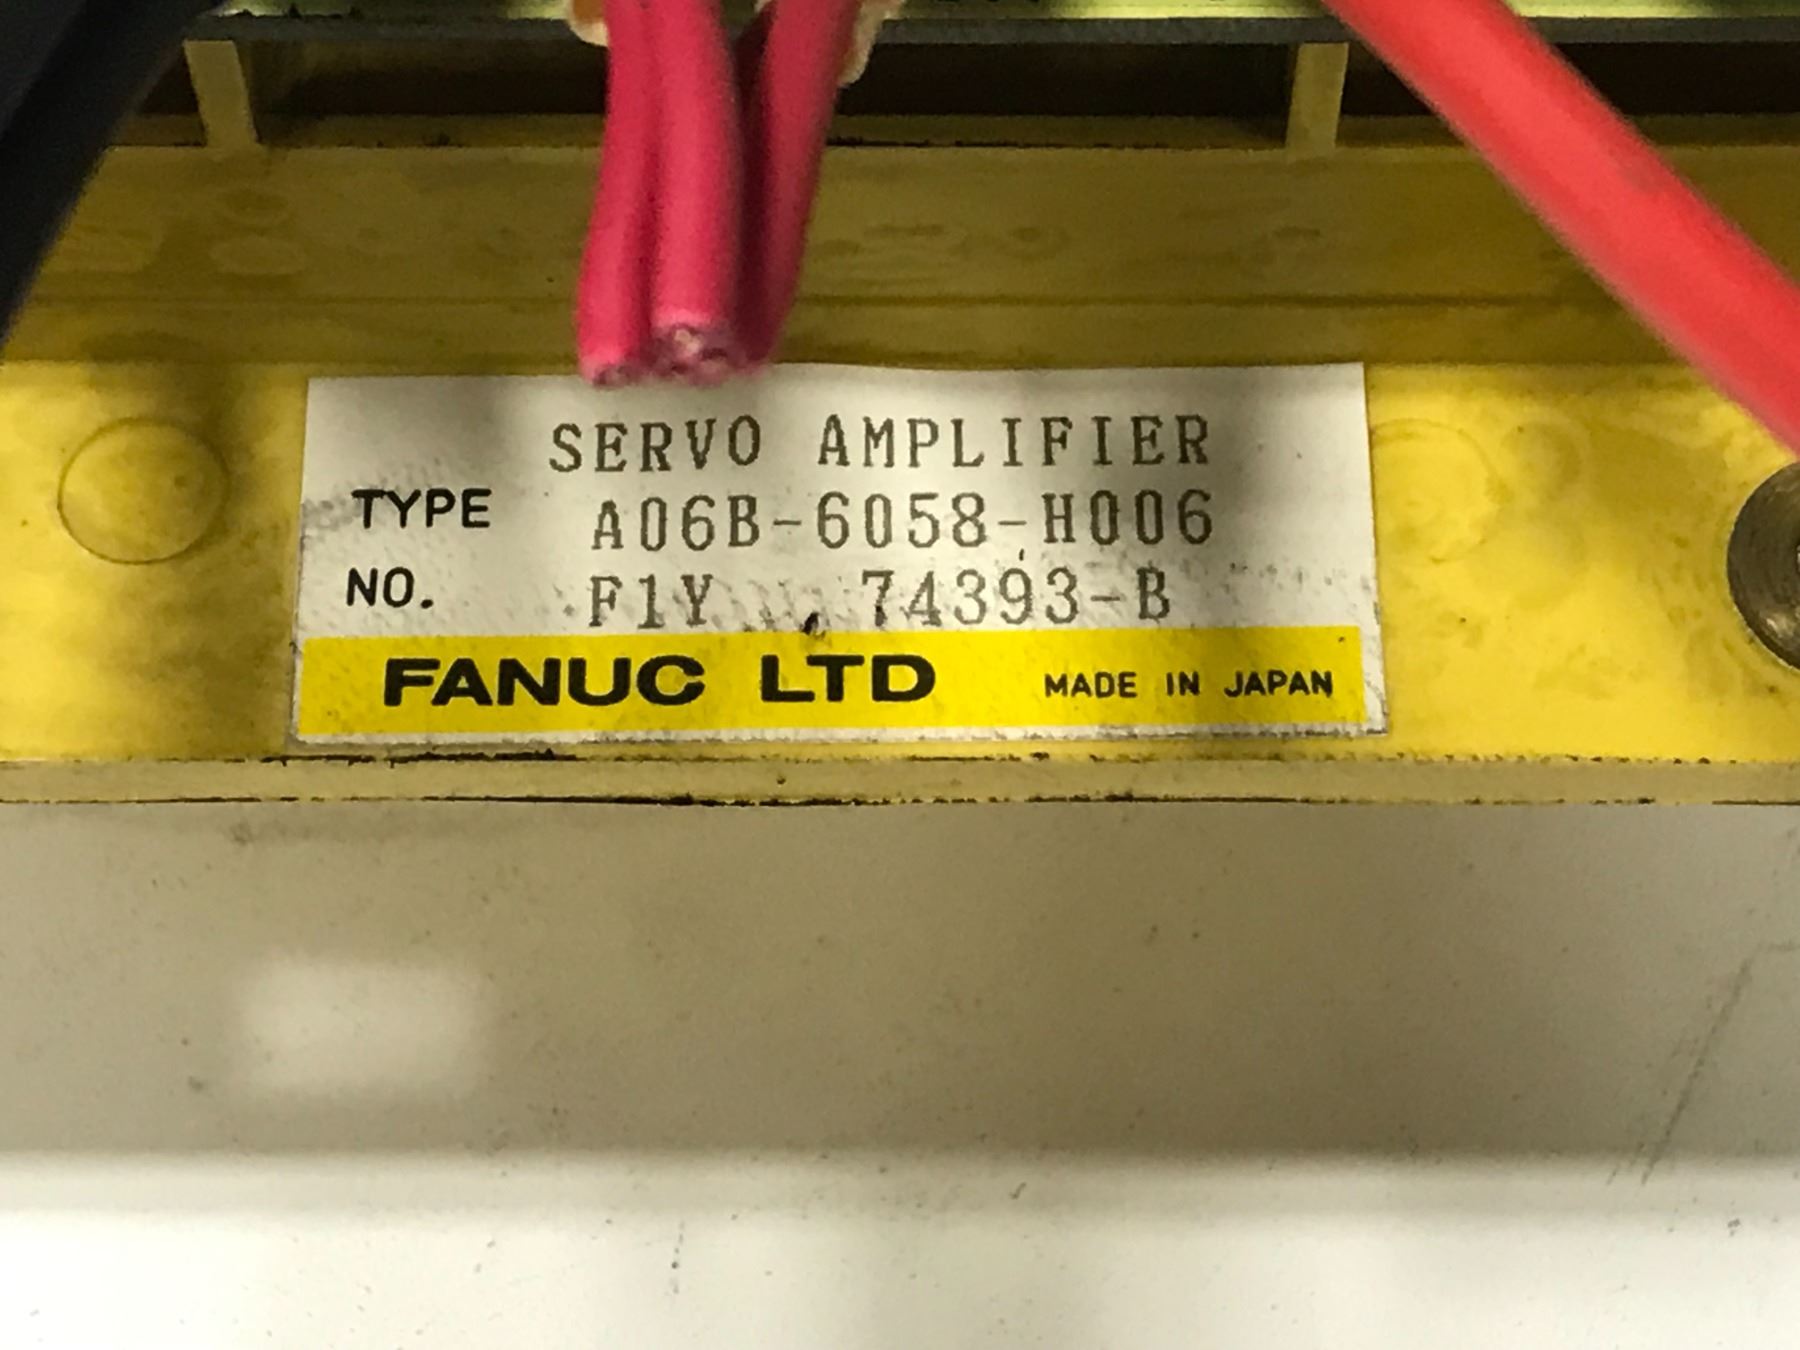 SERVO AMPLIFIER
TYPE A06B-6058-H006
NO. F1Y 74393-B
FANUC LTD MADE IN JAPAN